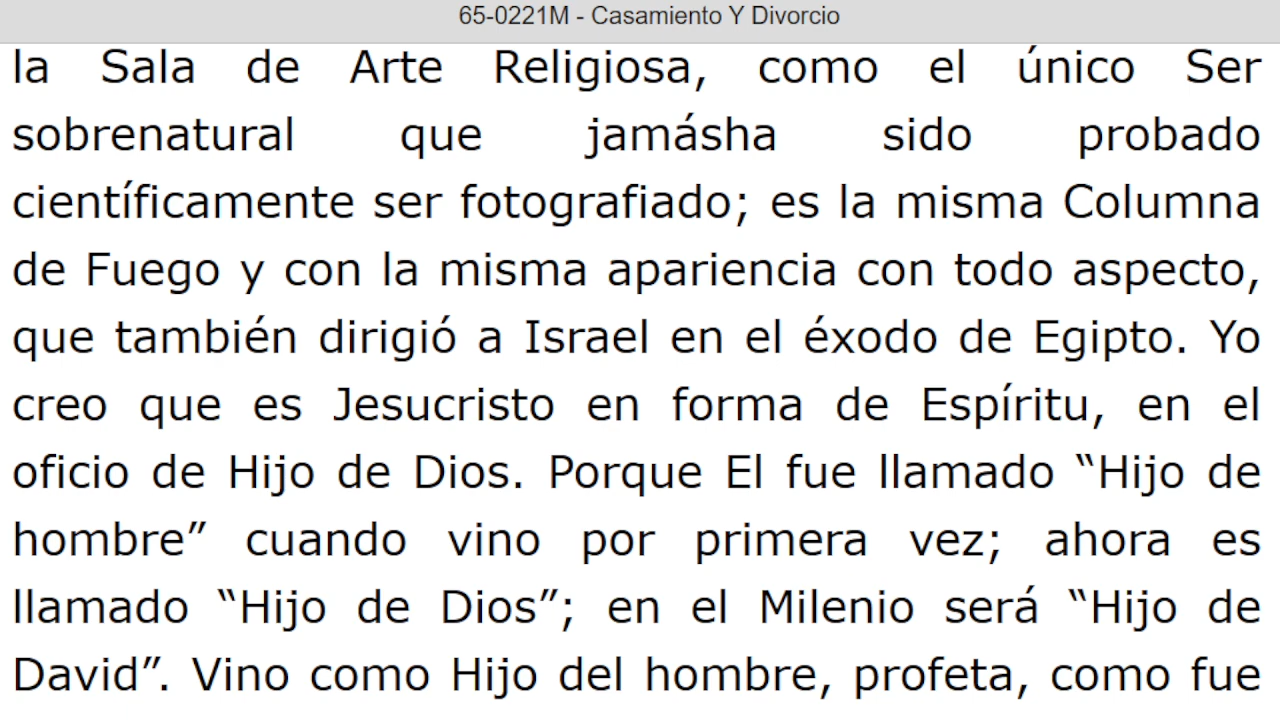 65-0221M - Casamiento Y Divorcio
la Sala de Arte Religiosa, como el único Ser
sobrenatural que jamásha sido probado
científicamente ser fotografiado; es la misma Columna
de Fuego y con la misma apariencia con todo aspecto,
que también dirigió a Israel en el éxodo de Egipto. Yo
creo que es Jesucristo en forma de Espíritu, en el
oficio de Hijo de Dios. Porque El fue llamado “Hijo de
hombre” cuando vino por primera vez; ahora es
llamado “Hijo de Dios”; en el Milenio será “Hijo de
David”. Vino como Hijo del hombre, profeta, como fue